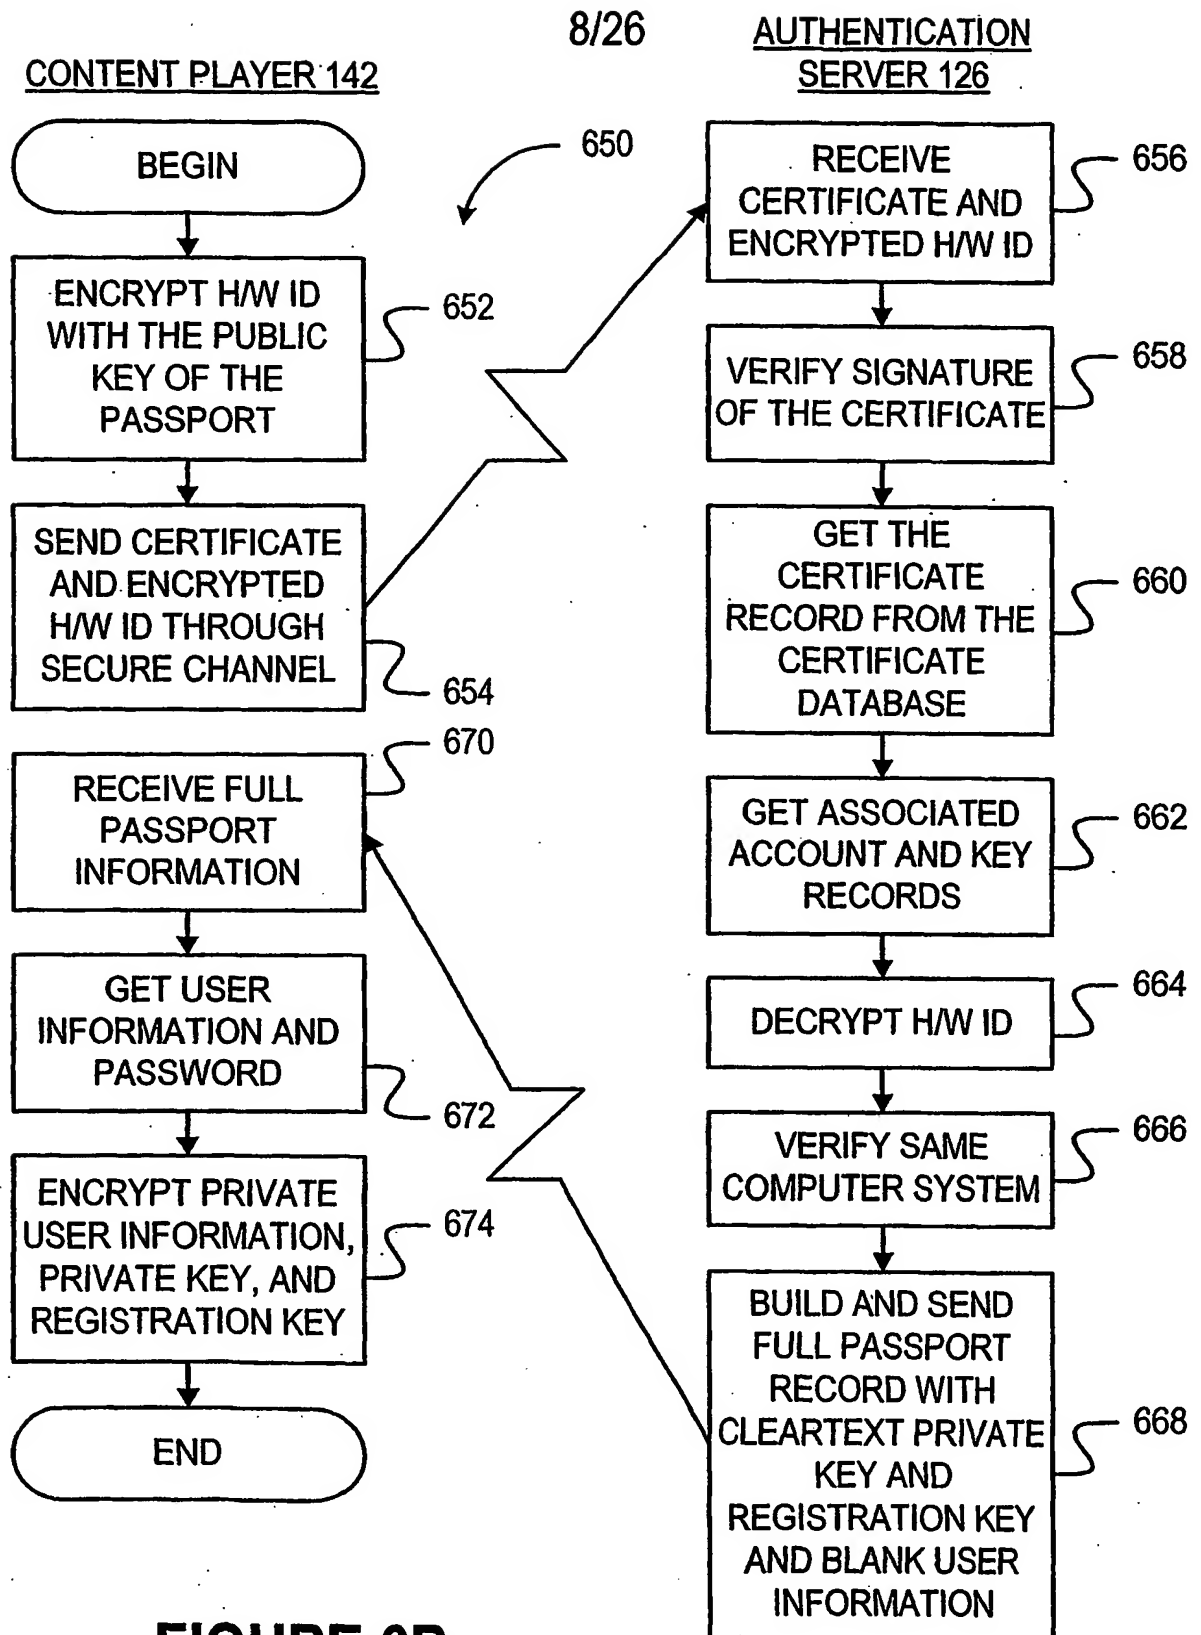 8/26
CONTENT PLAYER 142
BEGIN
650
ENCRYPT H/W ID
WITH THE PUBLIC
KEY OF THE
PASSPORT
652
SEND CERTIFICATE
AND ENCRYPTED
H/W ID THROUGH
SECURE CHANNEL
654
670
RECEIVE FULL
PASSPORT
INFORMATION
GET USER
INFORMATION AND
PASSWORD
672
ENCRYPT PRIVATE
USER INFORMATION,
PRIVATE KEY, AND
REGISTRATION KEY
674
END
AUTHENTICATION
SERVER 126
RECEIVE
CERTIFICATE AND
ENCRYPTED H/W ID
656
VERIFY SIGNATURE
OF THE CERTIFICATE
658
GET THE
CERTIFICATE
RECORD FROM THE
CERTIFICATE
DATABASE
660
GET ASSOCIATED
ACCOUNT AND KEY
RECORDS
662
DECRYPT H/W ID
664
VERIFY SAME
COMPUTER SYSTEM
666
BUILD AND SEND
FULL PASSPORT
RECORD WITH
CLEARTEXT PRIVATE
KEY AND
REGISTRATION KEY
AND BLANK USER
INFORMATION
668
FIGURE